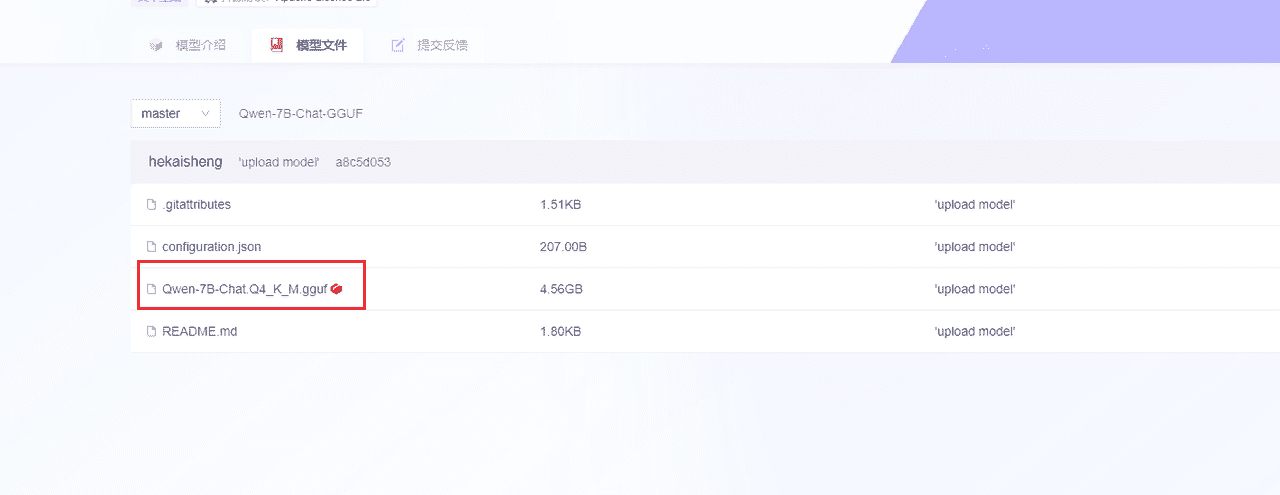 模型介绍 模型文件 提交反馈
master Qwen-7B-Chat-GGUF
hekaisheng 'upload model' a8c5d053
.gitattributes 1.51KB 'upload model'
configuration.json 207.00B 'upload model'
Qwen-7B-Chat.Q4_K_M.gguf 4.56GB 'upload model'
README.md 1.80KB 'upload model'